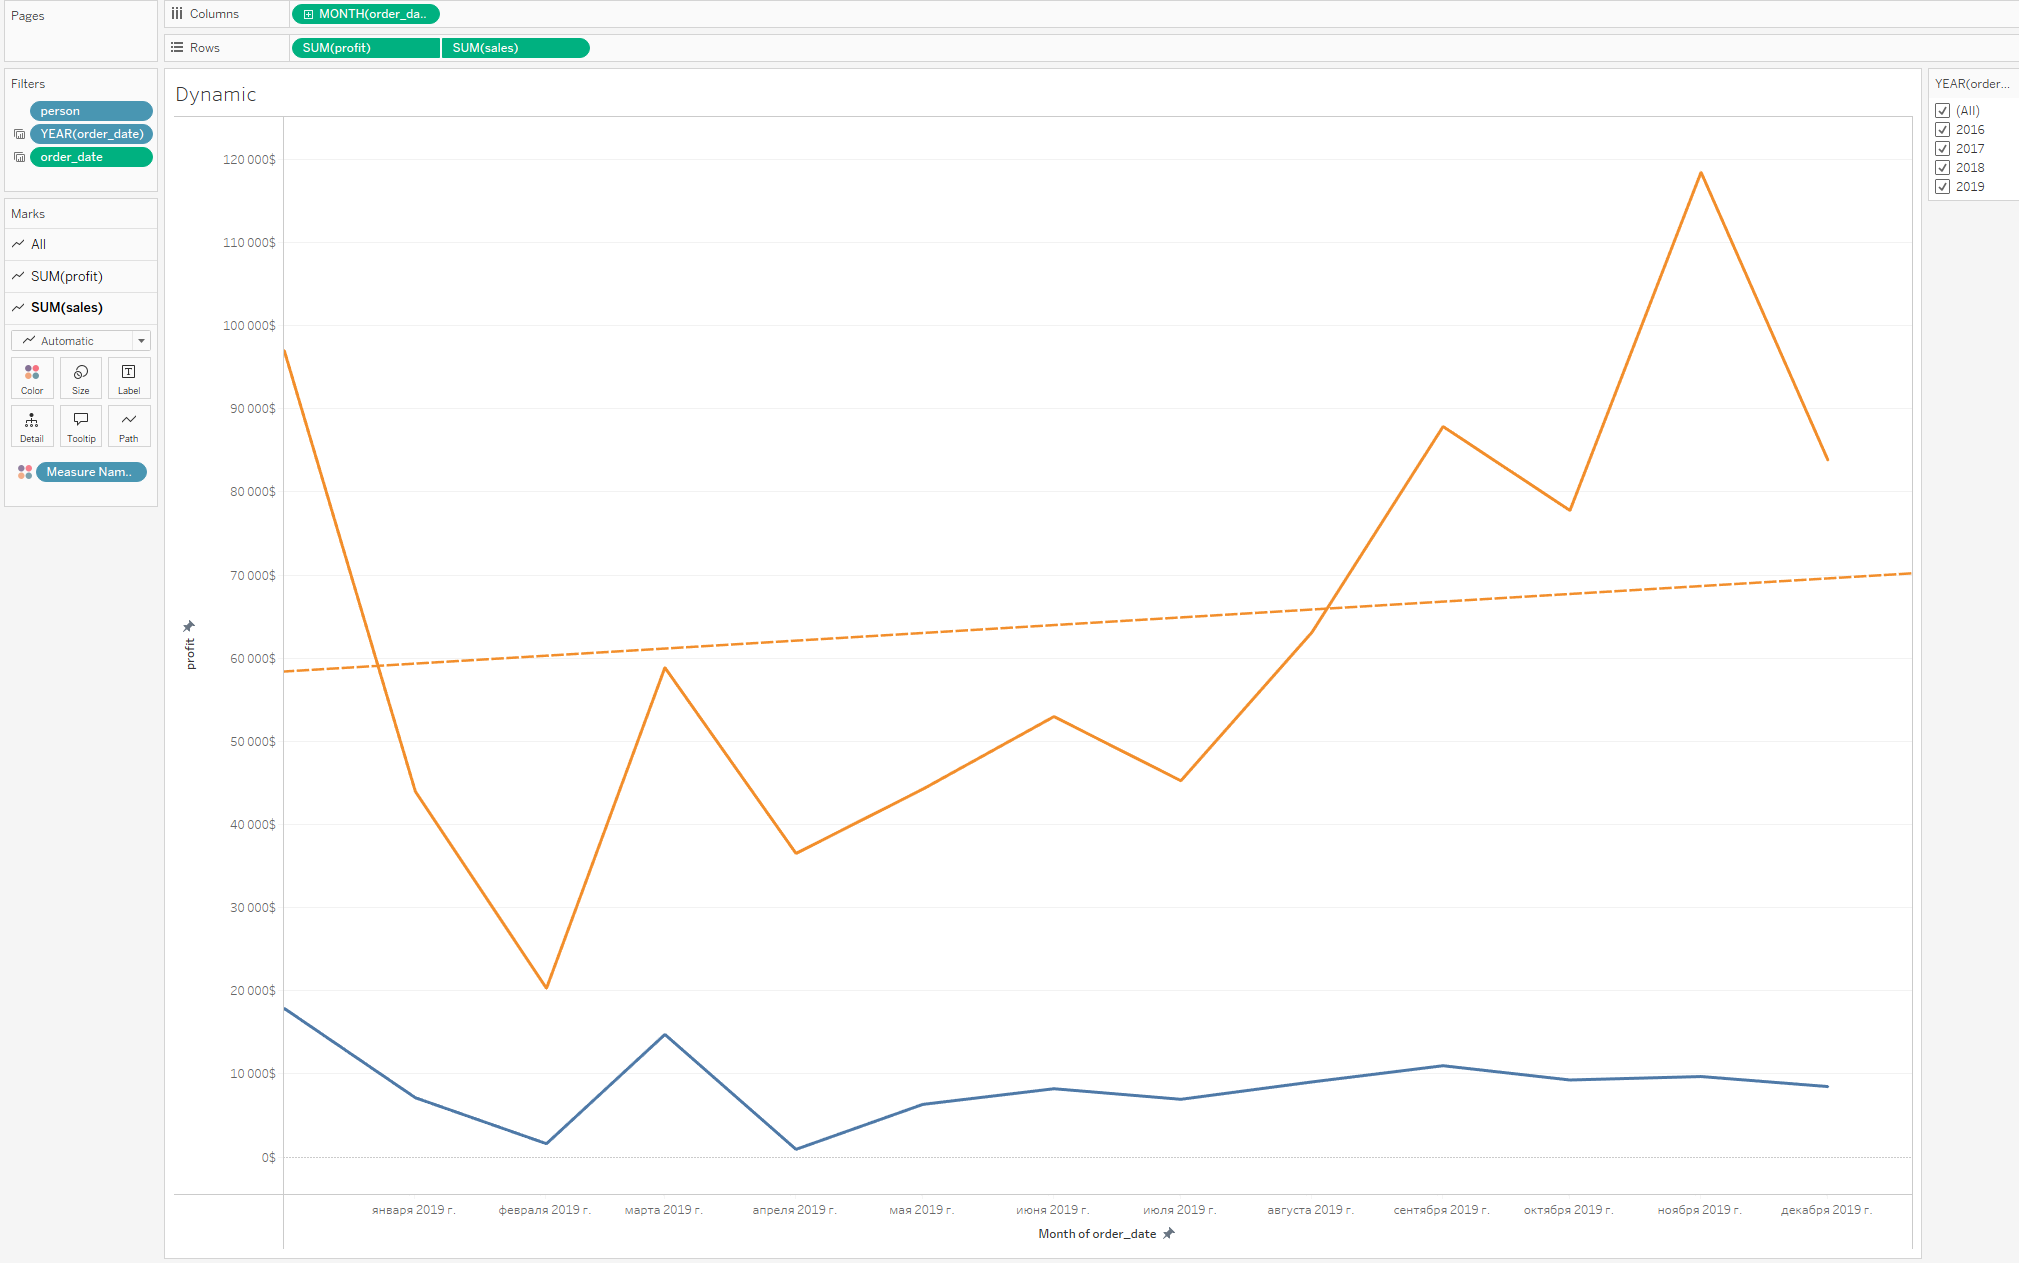 Pages
Columns
MONTH(order_da..
Rows
SUM(profit)
SUM(sales)
Filters
person
YEAR(order_date)
order_date
Marks
All
SUM(profit)
SUM(sales)
Automatic
Color
Size
Label
Detail
Tooltip
Path
Measure Nam..
Dynamic
120 000$
110 000$
100 000$
90 000$
80 000$
70 000$
60 000$
50 000$
40 000$
30 000$
20 000$
10 000$
0$
profit
января 2019 г.
февраля 2019 г.
марта 2019 г.
апреля 2019 г.
мая 2019 г.
июня 2019 г.
июля 2019 г.
августа 2019 г.
сентября 2019 г.
октября 2019 г.
ноября 2019 г.
декабря 2019 г.
Month of order_date
YEAR(order...
(All)
2016
2017
2018
2019